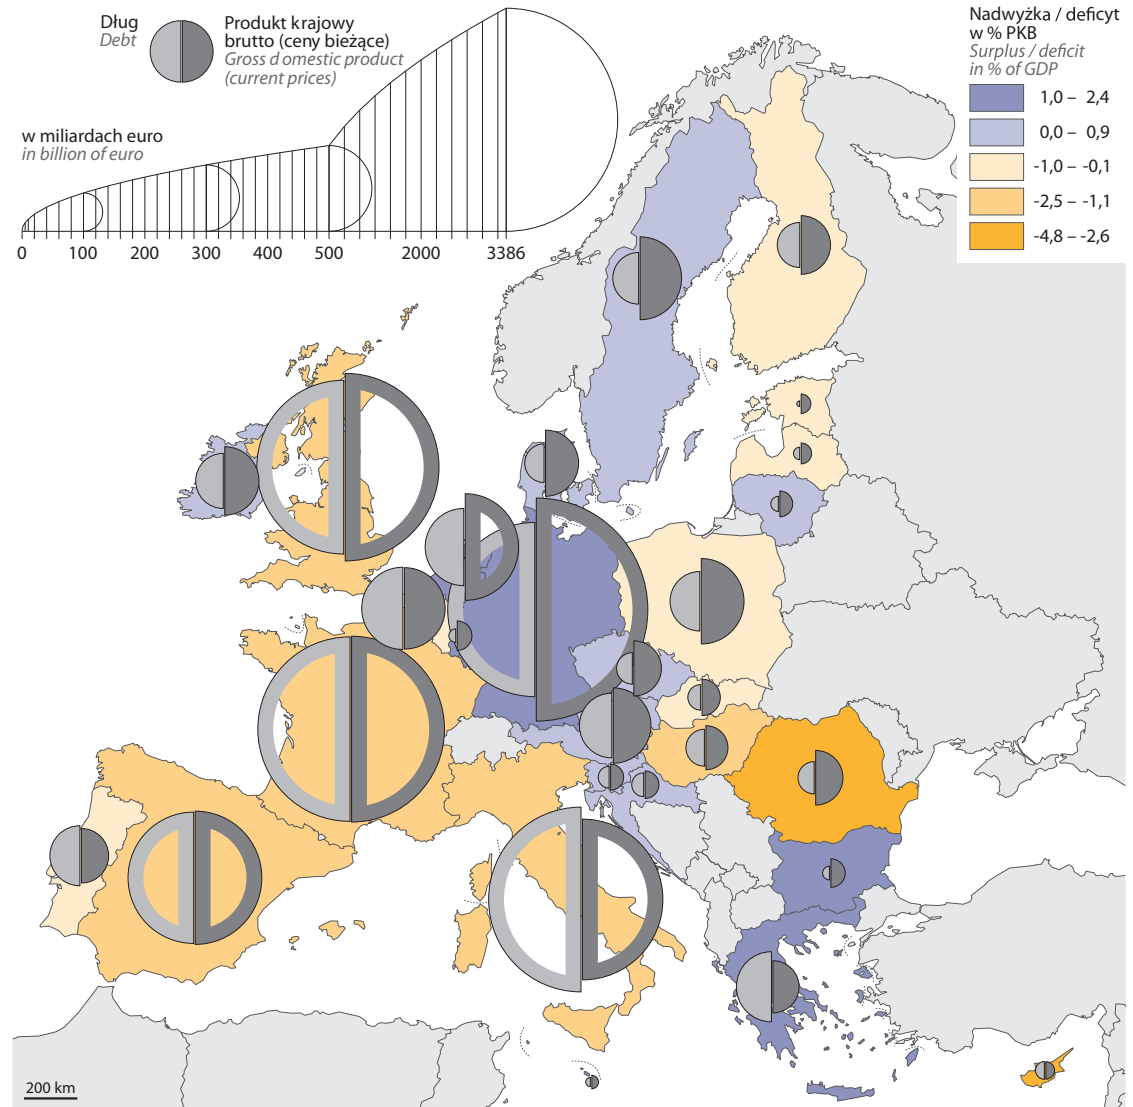 Dług
Debt
Produkt krajowy
brutto (ceny bieżące)
Gross d omestic product
(current prices)
w miliardach euro
in billion of euro
0 100 200 300 400 500 2000 3386
Nadwyżka / deficyt
w % PKB
Surplus / deficit
in % of GDP
1,0 – 2,4
0,0 – 0,9
-1,0 – -0,1
-2,5 – -1,1
-4,8 – -2,6
200 km